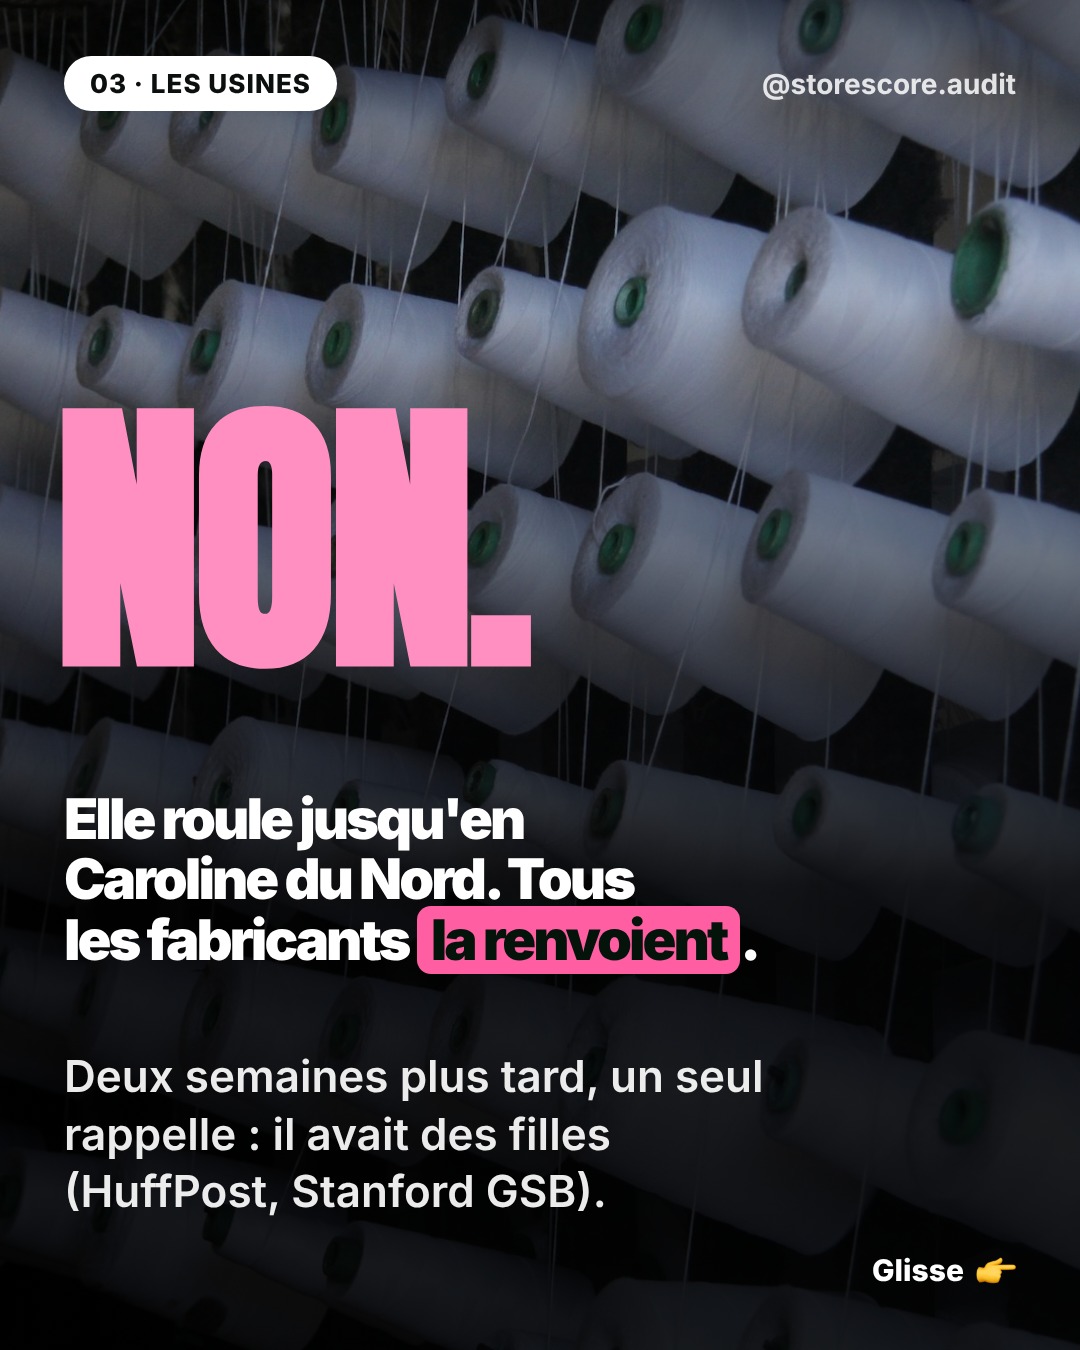 03 · LES USINES
@storescore.audit
NON.
Elle roule jusqu'en
Caroline du Nord. Tous
les fabricants la renvoient.
Deux semaines plus tard, un seul
rappelle : il avait des filles
(HuffPost, Stanford GSB).
Glisse 👉